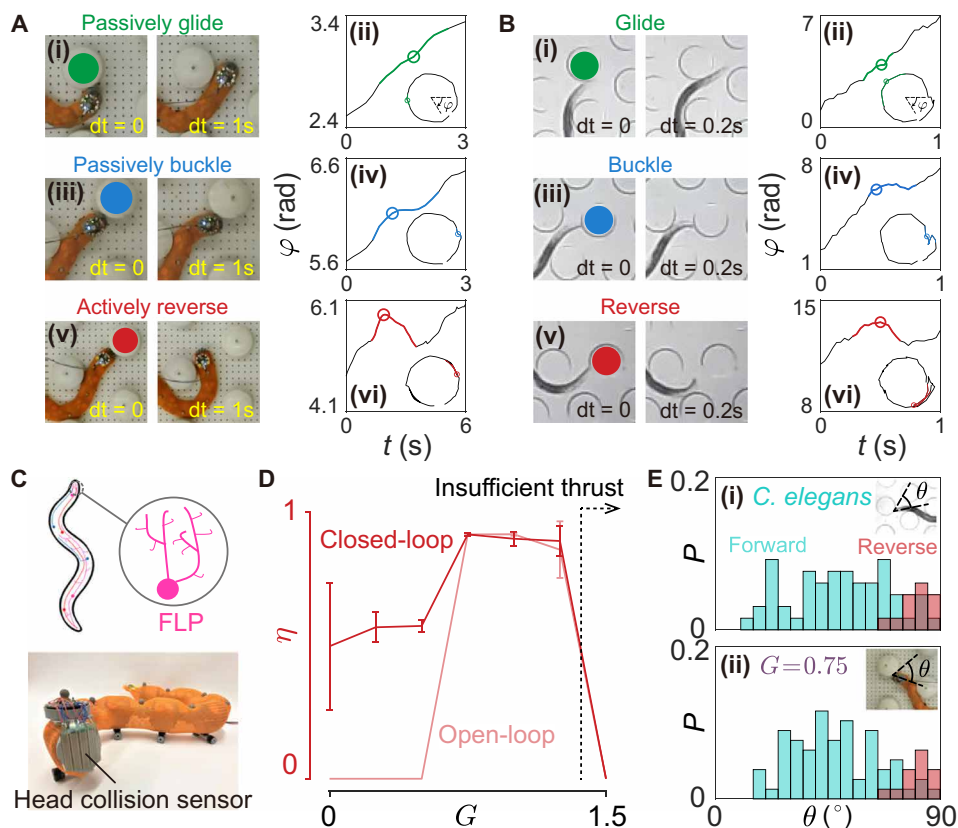 A
Passively glide
(i)
dt = 0
dt = 1s
(ii)
3.4
2.4
0
3
φ
Passively buckle
(iii)
dt = 0
dt = 1s
(iv)
6.6
5.6
0
3
φ (rad)
Actively reverse
(v)
dt = 0
dt = 1s
(vi)
6.1
4.1
0
6
t (s)
B
Glide
(i)
dt = 0
dt = 0.2s
(ii)
7
0
0
1
φ
Buckle
(iii)
dt = 0
dt = 0.2s
(iv)
8
1
0
1
φ (rad)
Reverse
(v)
dt = 0
dt = 0.2s
(vi)
15
8
0
1
t (s)
C
FLP
Head collision sensor
D
Insufficient thrust
1
Closed-loop
η
Open-loop
0
0
G
1.5
E
0.2
(i) C. elegans
θ
P
Forward
Reverse
0
0.2
(ii) G=0.75
θ
P
0
0
θ (°)
90